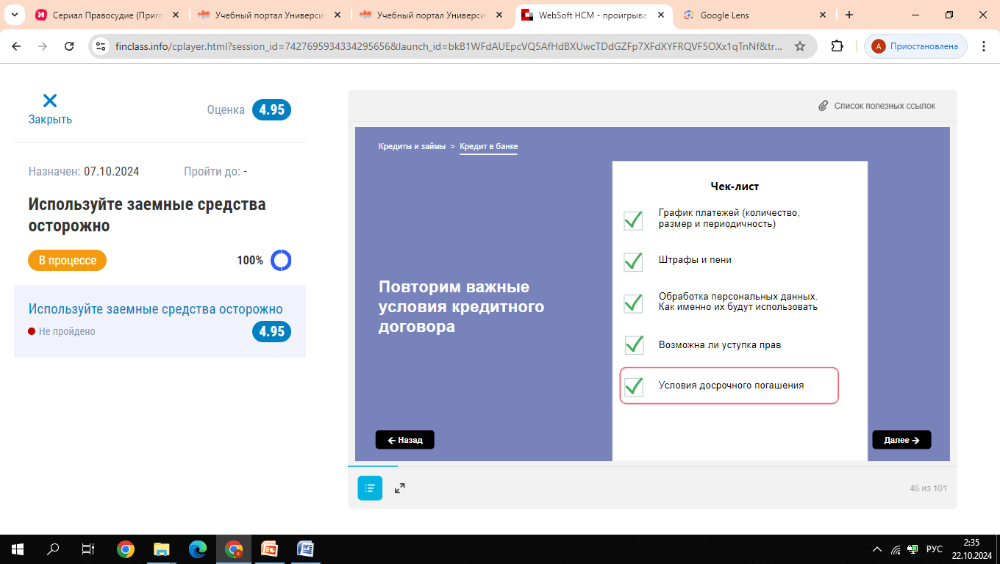 Сериал Правосудие (Приго
Учебный портал Универси
Учебный портал Универси
WebSoft HCM - проигрыва
Google Lens
finclass.info/cplayer.html?session_id=7427695934334295656&launch_id=bkB1WFdAUEpcVQ5AfHdBXUwcTDdGZFp7XFdXYFRQVF5OXx1qTnNf&tr...
А
Приостановлена
Закрыть
Оценка 4.95
Назначен: 07.10.2024 Пройти до: -
Используйте заемные средства
осторожно
В процессе 100%
Используйте заемные средства осторожно
Не пройдено 4.95
Список полезных ссылок
Кредиты и займы > Кредит в банке
Повторим важные
условия кредитного
договора
Чек-лист
График платежей (количество,
размер и периодичность)
Штрафы и пени
Обработка персональных данных.
Как именно их будут использовать
Возможна ли уступка прав
Условия досрочного погашения
Назад
Далее
46 из 101
РУС
2:35
22.10.2024